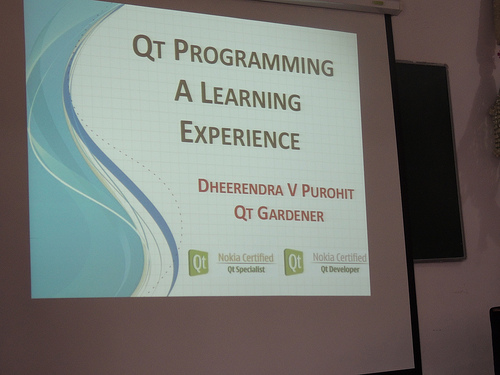 Qt Programming
A Learning
Experience
Dheerendra V Purohit
Qt Gardener
Qt Nokia Certified
Qt Specialist
Qt Nokia Certified
Qt Developer